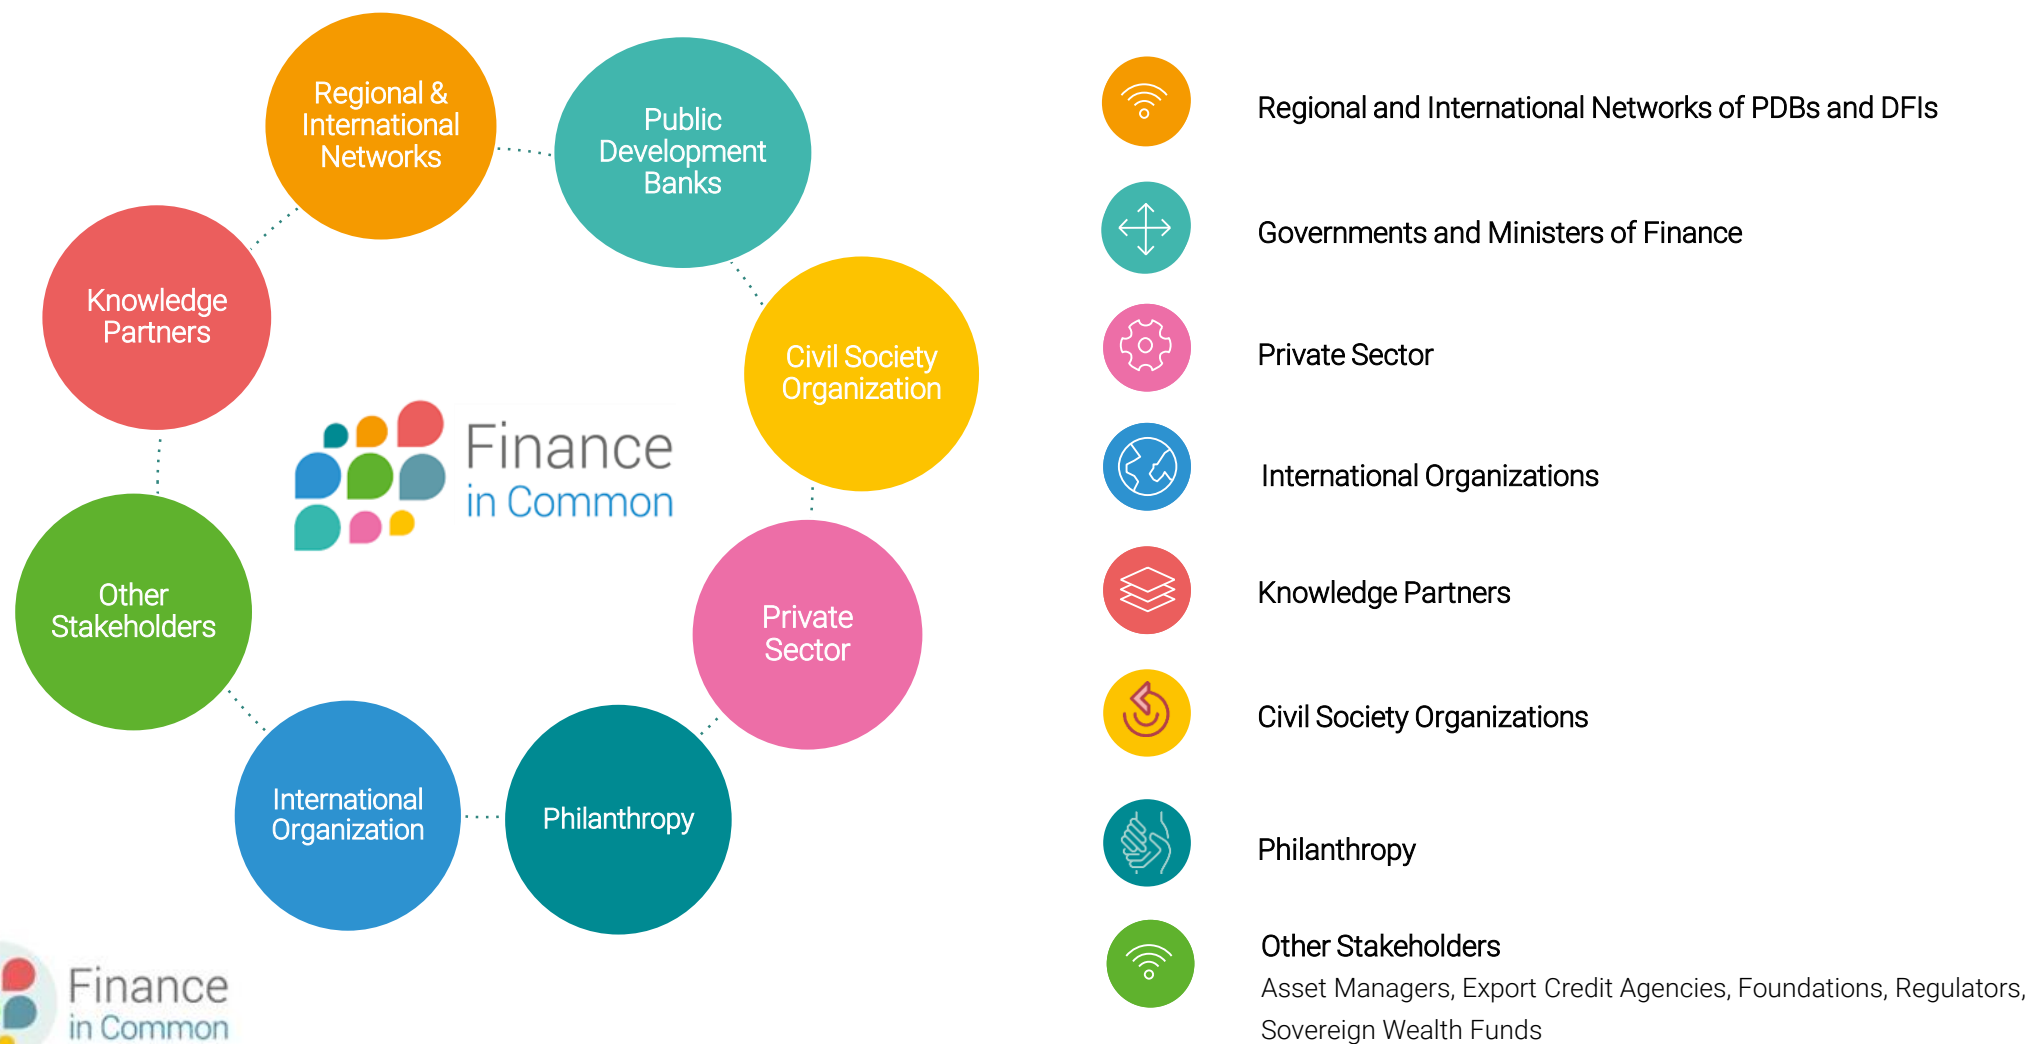 Regional &
International
Networks
Public
Development
Banks
Knowledge
Partners
Civil Society
Organization
Finance
in Common
Other
Stakeholders
Private
Sector
International
Organization
Philanthropy
Finance
in Common
Regional and International Networks of PDBs and DFIs
Governments and Ministers of Finance
Private Sector
International Organizations
Knowledge Partners
Civil Society Organizations
Philanthropy
Other Stakeholders
Asset Managers, Export Credit Agencies, Foundations, Regulators,
Sovereign Wealth Funds